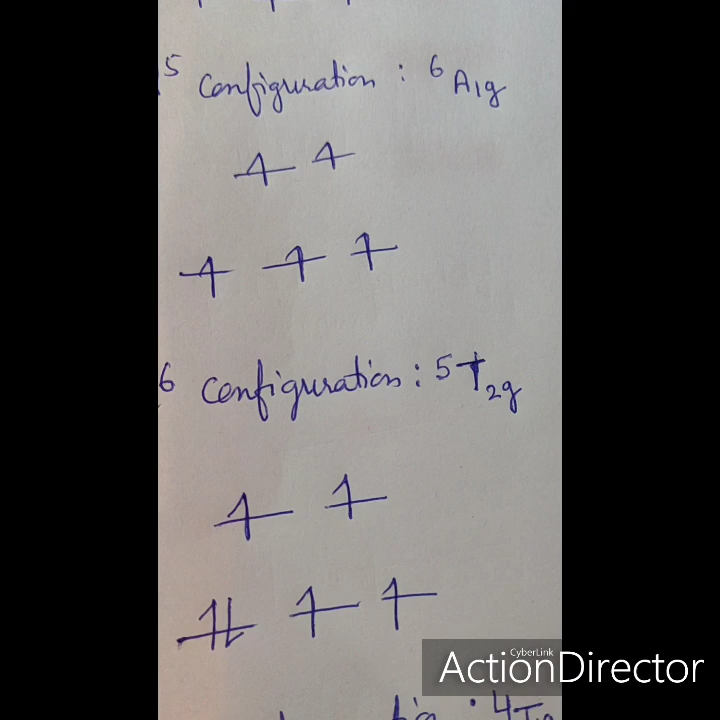 5 Configuration : 6A1g
6 Configuration : 5T2g
CyberLink
ActionDirector